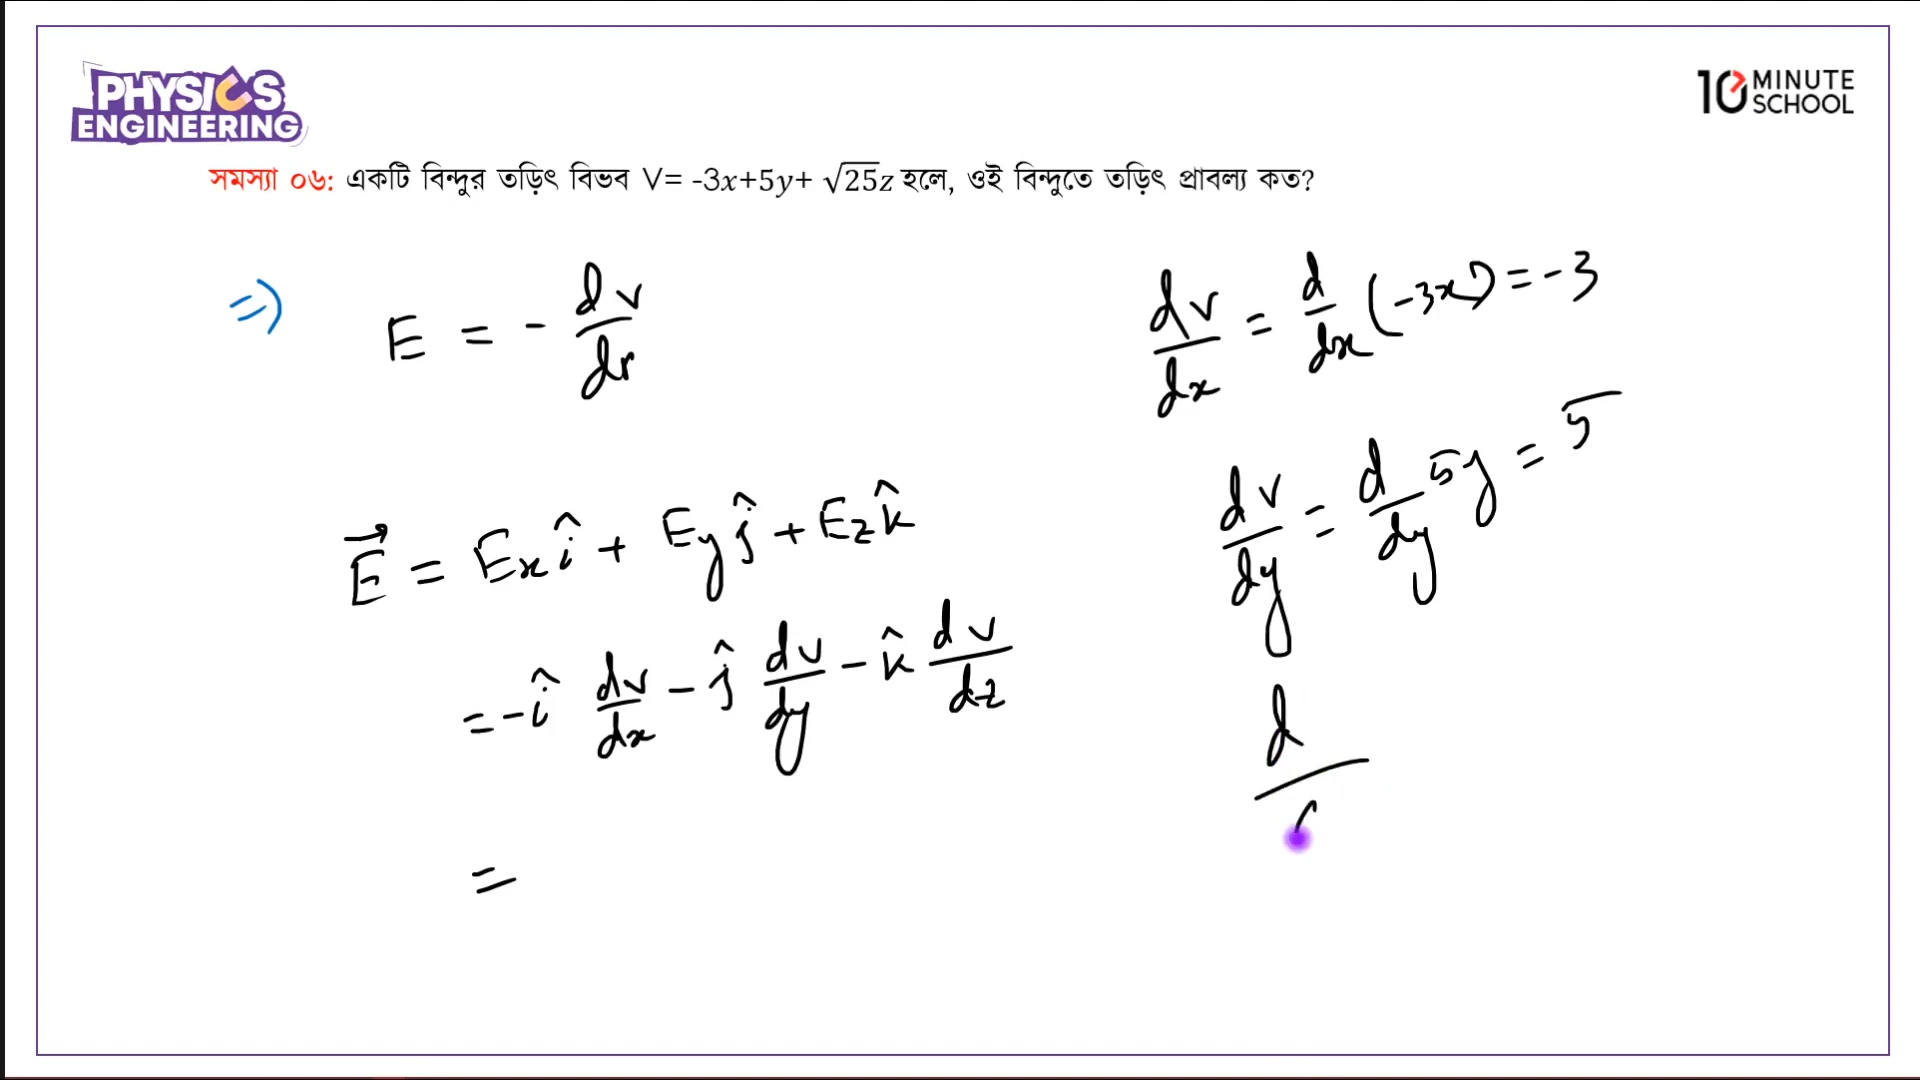 PHYSICS
ENGINEERING
10 MINUTE
SCHOOL
সমস্যা ০৬: একটি বিন্দুর তড়িৎ বিভব V= -3x+5y+ √25z হলে, ওই বিন্দুতে তড়িৎ প্রাবল্য কত?
=> E = - dv/dr
dv/dx = d/dx (-3x) = -3
dv/dy = d/dy 5y = 5
E⃗ = Exî + Eyĵ + Ezk̂
= -î dv/dx - ĵ dv/dy - k̂ dv/dz
d
=